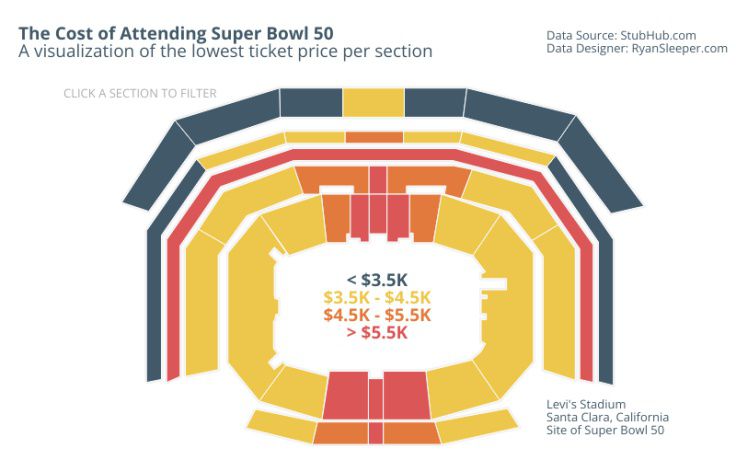 The Cost of Attending Super Bowl 50
A visualization of the lowest ticket price per section
Data Source: StubHub.com
Data Designer: RyanSleeper.com
CLICK A SECTION TO FILTER
< $3.5K
$3.5K - $4.5K
$4.5K - $5.5K
> $5.5K
Levi's Stadium
Santa Clara, California
Site of Super Bowl 50